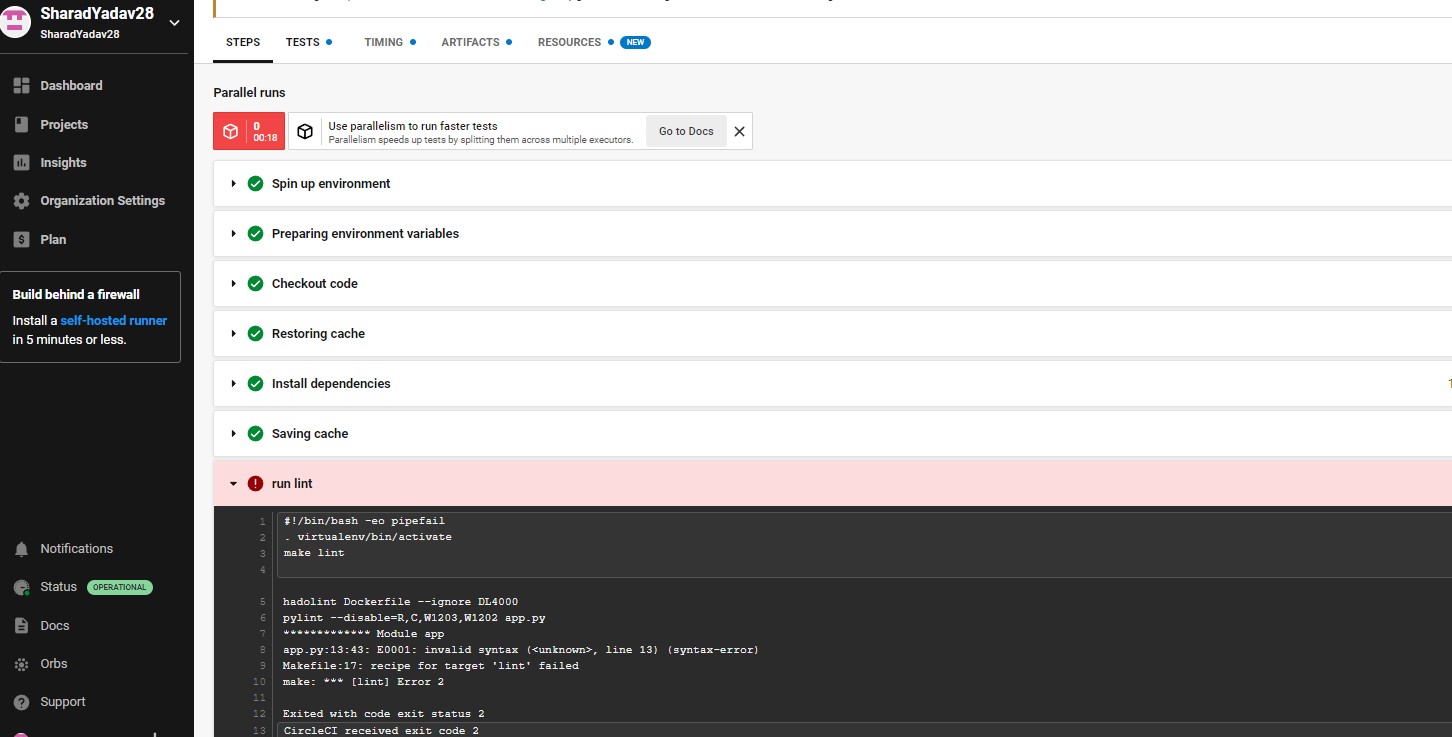 SharadYadav28
SharadYadav28
Dashboard
Projects
Insights
Organization Settings
Plan
Build behind a firewall
Install a self-hosted runner
in 5 minutes or less.
Notifications
Status OPERATIONAL
Docs
Orbs
Support
STEPS TESTS TIMING ARTIFACTS RESOURCES NEW
Parallel runs
0
00:18
Use parallelism to run faster tests
Parallelism speeds up tests by splitting them across multiple executors.
Go to Docs
Spin up environment
Preparing environment variables
Checkout code
Restoring cache
Install dependencies
Saving cache
run lint
1 #!/bin/bash -eo pipefail
2 . virtualenv/bin/activate
3 make lint
4
5 hadolint Dockerfile --ignore DL4000
6 pylint --disable=R,C,W1203,W1202 app.py
7 ************* Module app
8 app.py:13:43: E0001: invalid syntax (<unknown>, line 13) (syntax-error)
9 Makefile:17: recipe for target 'lint' failed
10 make: *** [lint] Error 2
11
12 Exited with code exit status 2
13 CircleCI received exit code 2